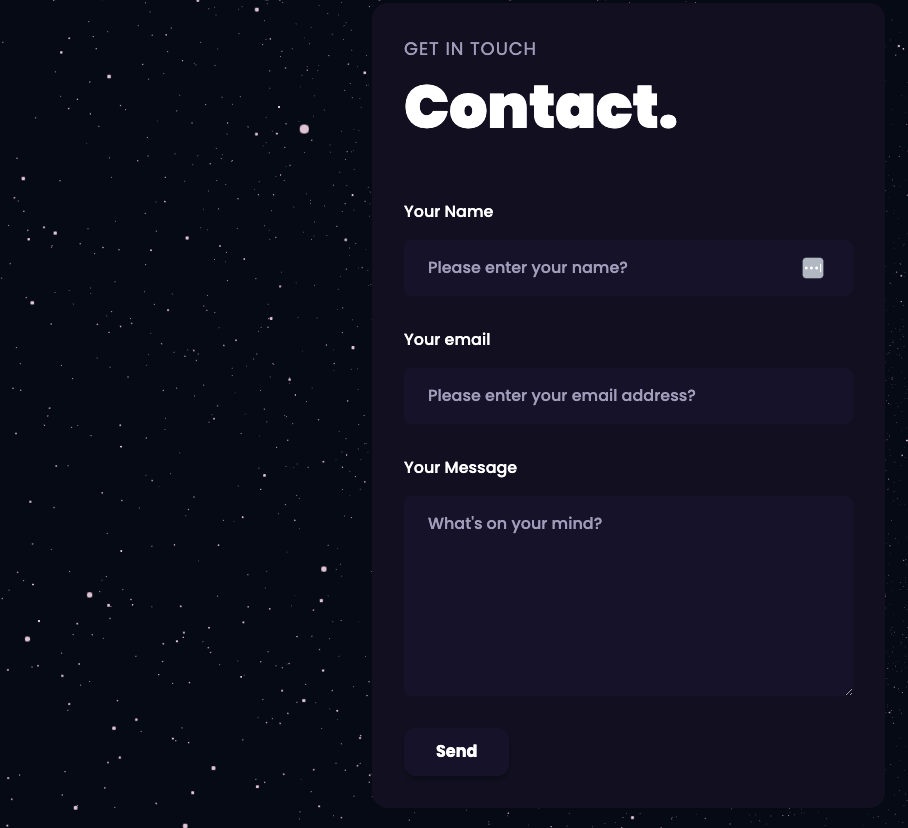 GET IN TOUCH
Contact.
Your Name
Please enter your name?
Your email
Please enter your email address?
Your Message
What's on your mind?
Send